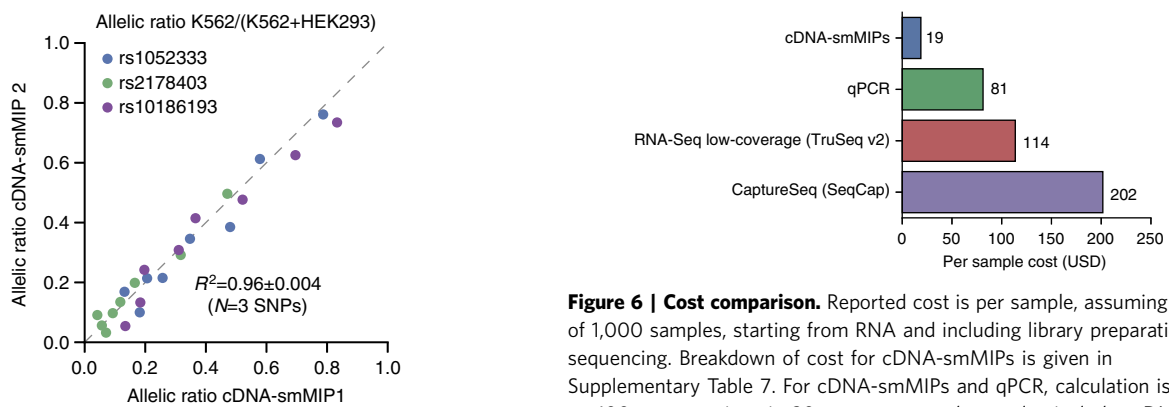 Allelic ratio K562/(K562+HEK293)
1.0
0.8
0.6
0.4
0.2
0.0
Allelic ratio cDNA-smMIP 2
rs1052333
rs2178403
rs10186193
R²=0.96±0.004
(N=3 SNPs)
0.0 0.2 0.4 0.6 0.8 1.0
Allelic ratio cDNA-smMIP1
cDNA-smMIPs 19
qPCR 81
RNA-Seq low-coverage (TruSeq v2) 114
CaptureSeq (SeqCap) 202
0 50 100 150 200 250
Per sample cost (USD)
Figure 6 | Cost comparison. Reported cost is per sample, assuming
of 1,000 samples, starting from RNA and including library preparati
sequencing. Breakdown of cost for cDNA-smMIPs is given in
Supplementary Table 7. For cDNA-smMIPs and qPCR, calculation is